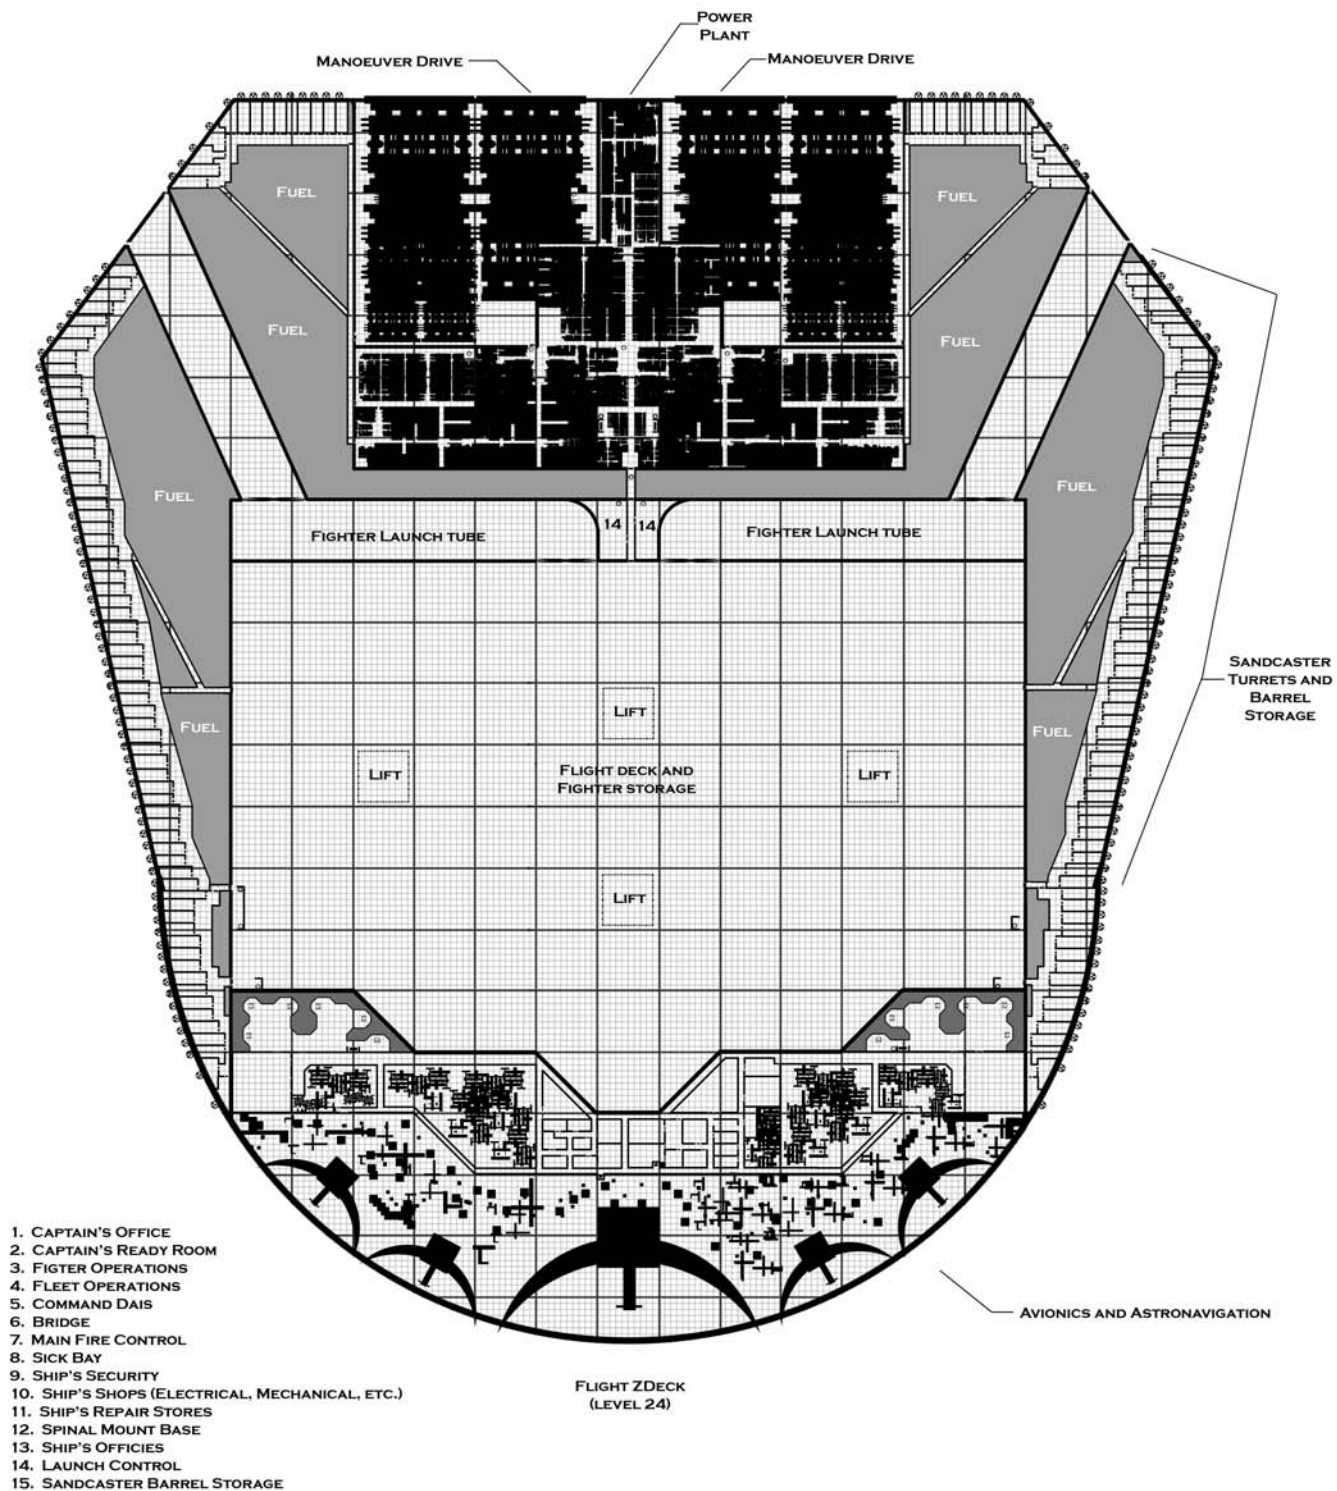 Power
Plant
Manoeuver Drive
Manoeuver Drive
Fuel
Fuel
Fuel
Fuel
Fuel
Fuel
Fighter Launch tube
14
14
Fighter Launch tube
Sandcaster
Turrets and
Barrel
Storage
Lift
Fuel
Fuel
Lift
Flight deck and
Fighter storage
Lift
Lift
Avionics and Astronavigation
Flight ZDeck
(level 24)
1. Captain's Office
2. Captain's Ready Room
3. Figter Operations
4. Fleet Operations
5. Command Dais
6. Bridge
7. Main Fire Control
8. Sick Bay
9. Ship's Security
10. Ship's Shops (Electrical, Mechanical, etc.)
11. Ship's Repair Stores
12. Spinal Mount Base
13. Ship's Officies
14. Launch Control
15. Sandcaster Barrel Storage